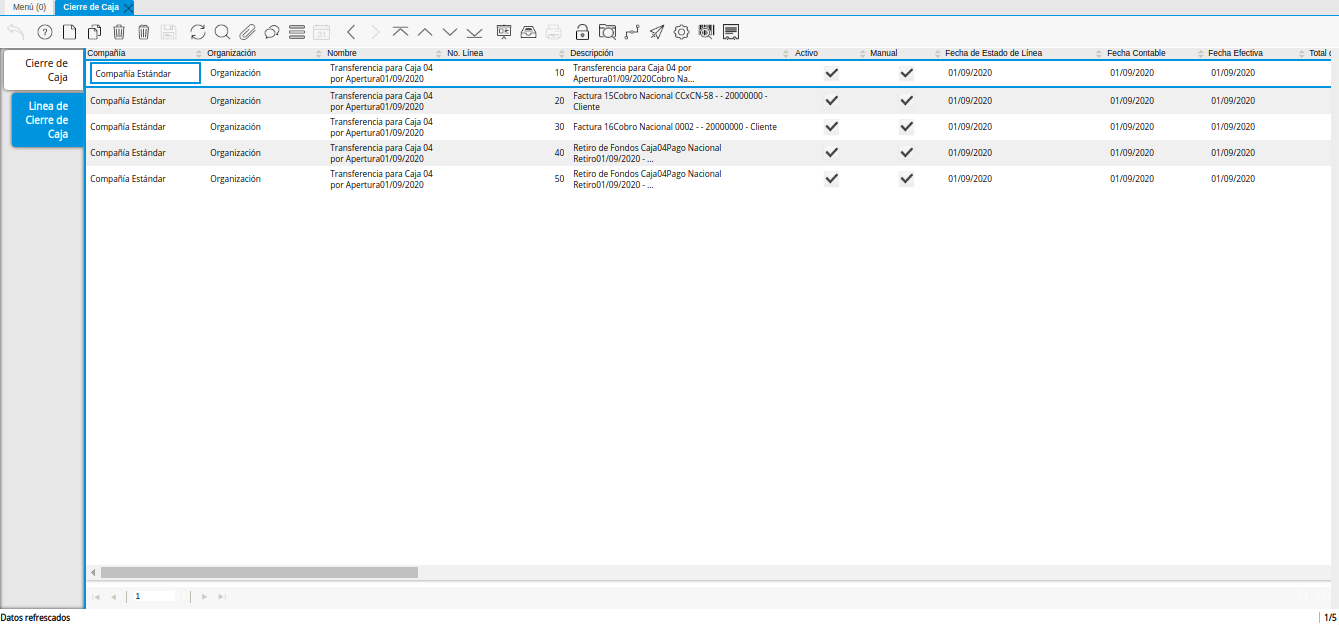 Menú (0)
Cierre de Caja
Compañía
Organización
Nombre
No. Línea
Descripción
Activo
Manual
Fecha de Estado de Línea
Fecha Contable
Fecha Efectiva
Total
Cierre de
Caja
Linea de
Cierre de
Caja
Compañía Estándar
Organización
Transferencia para Caja 04
por Apertura01/09/2020
10
Transferencia para Caja 04 por
Apertura01/09/2020Cobro Na...
01/09/2020
01/09/2020
01/09/2020
Compañía Estándar
Organización
Transferencia para Caja 04
por Apertura01/09/2020
20
Factura 15Cobro Nacional CCxCN-58 - - 20000000 -
Cliente
01/09/2020
01/09/2020
01/09/2020
Compañía Estándar
Organización
Transferencia para Caja 04
por Apertura01/09/2020
30
Factura 16Cobro Nacional 0002 - - 20000000 - Cliente
01/09/2020
01/09/2020
01/09/2020
Compañía Estándar
Organización
Transferencia para Caja 04
por Apertura01/09/2020
40
Retiro de Fondos Caja04Pago Nacional
Retiro01/09/2020 - ...
01/09/2020
01/09/2020
01/09/2020
Compañía Estándar
Organización
Transferencia para Caja 04
por Apertura01/09/2020
50
Retiro de Fondos Caja04Pago Nacional
Retiro01/09/2020 - ...
01/09/2020
01/09/2020
01/09/2020
1
Datos refrescados
1/5